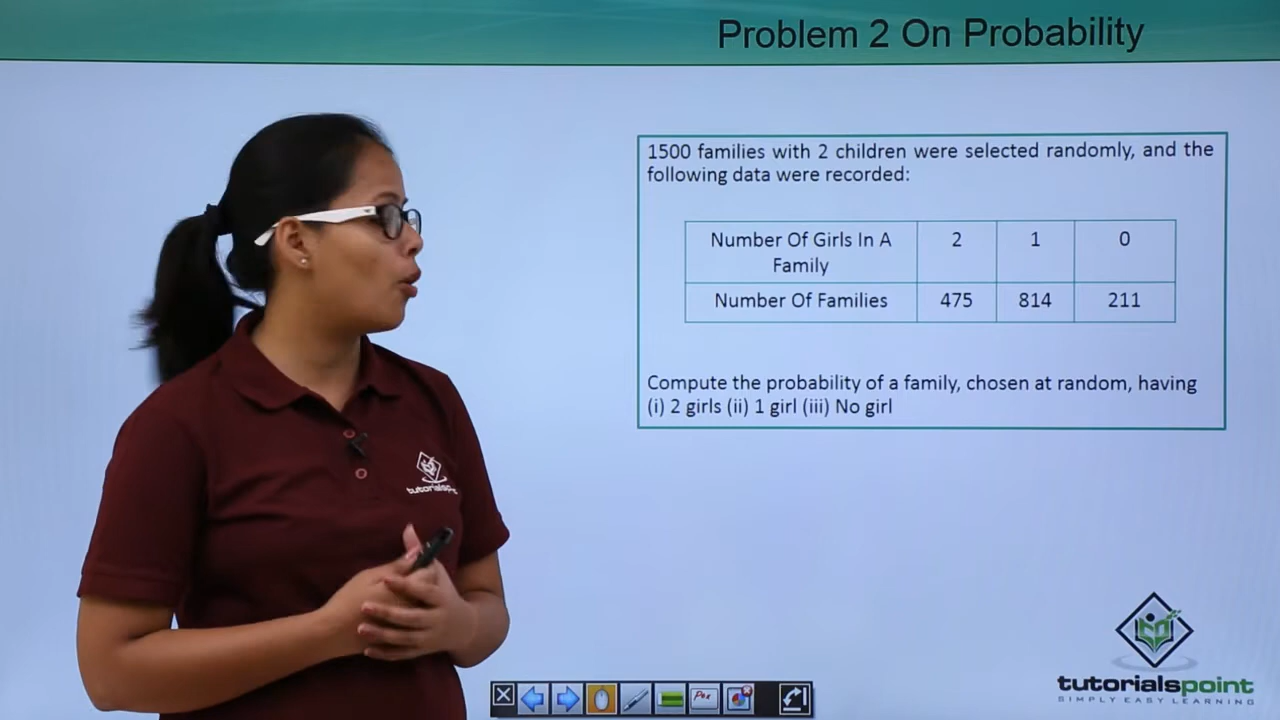 Problem 2 On Probability
1500 families with 2 children were selected randomly, and the
following data were recorded:
Number Of Girls In A
Family
2
1
0
Number Of Families
475
814
211
Compute the probability of a family, chosen at random, having
(i) 2 girls (ii) 1 girl (iii) No girl
tutorialspoint
SIMPLY EASY LEARNING